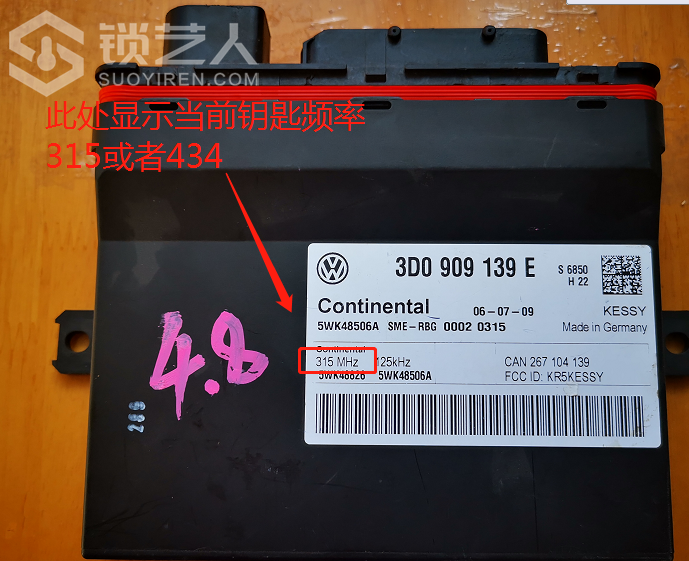 锁艺人
SUOYIREN.COM
此处显示当前钥匙频率
315或者434
3D0 909 139 E
S 6850
H 22
Continental
06-07-09
KESSY
5WK48506A SME-RBG 0002 0315
Made in Germany
Continental
315 MHz
125kHz
CAN 267 104 139
5WK48826 5WK48506A
FCC ID: KR5KESSY
4.8
269